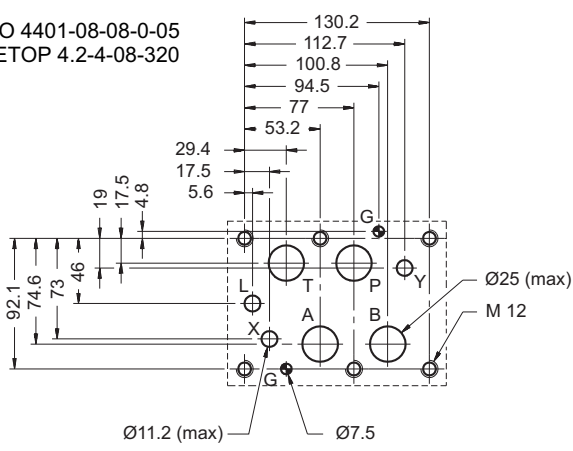 O 4401-08-08-0-05
ETOP 4.2-4-08-320
130.2
112.7
100.8
94.5
77
53.2
29.4
17.5
5.6
19
17.5
4.8
G
92.1
74.6
73
46
L
T
P
Y
Ø25 (max)
X
A
B
M 12
G
Ø11.2 (max)
Ø7.5